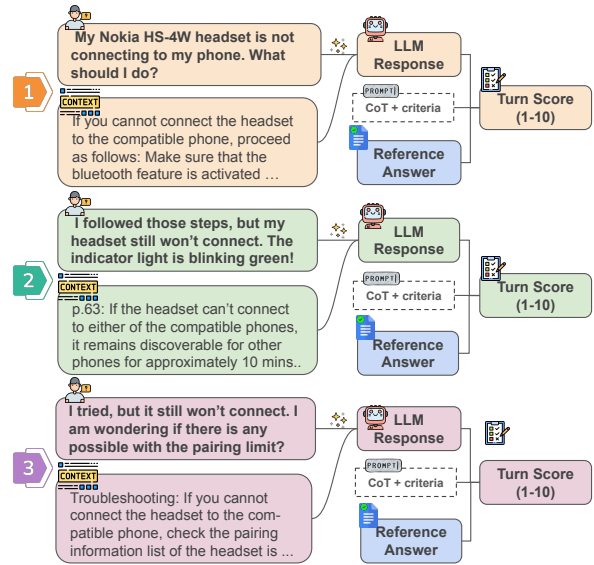 My Nokia HS-4W headset is not
connecting to my phone. What
should I do?
LLM
Response
1
CONTEXT
PROMPT
CoT + criteria
Turn Score
(1-10)
If you cannot connect the headset
to the compatible phone, proceed
as follows: Make sure that the
bluetooth feature is activated ...
Reference
Answer
I followed those steps, but my
headset still won't connect. The
indicator light is blinking green!
LLM
Response
2
CONTEXT
PROMPT
CoT + criteria
Turn Score
(1-10)
p.63: If the headset can't connect
to either of the compatible phones,
it remains discoverable for other
phones for approximately 10 mins..
Reference
Answer
I tried, but it still won't connect. I
am wondering if there is any
possible with the pairing limit?
LLM
Response
3
CONTEXT
PROMPT
CoT + criteria
Turn Score
(1-10)
Troubleshooting: If you cannot
connect the headset to the com-
patible phone, check the pairing
information list of the headset is ...
Reference
Answer